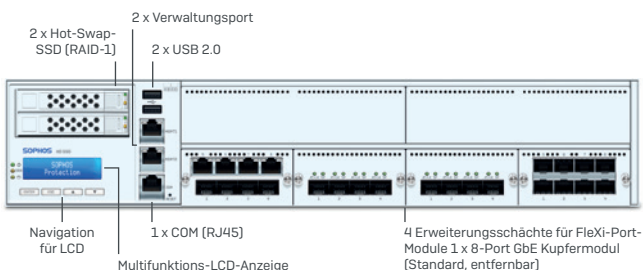 2 x Verwaltungsport
2 x Hot-Swap-
SSD (RAID-1)
2 x USB 2.0
SOPHOS
SOPHOS
Protection
Navigation
für LCD
Multifunktions-LCD-Anzeige
1 x COM (RJ45)
4 Erweiterungsschächte für FleXi-Port-
Module 1 x 8-Port GbE Kupfermodul
(Standard, entfernbar)